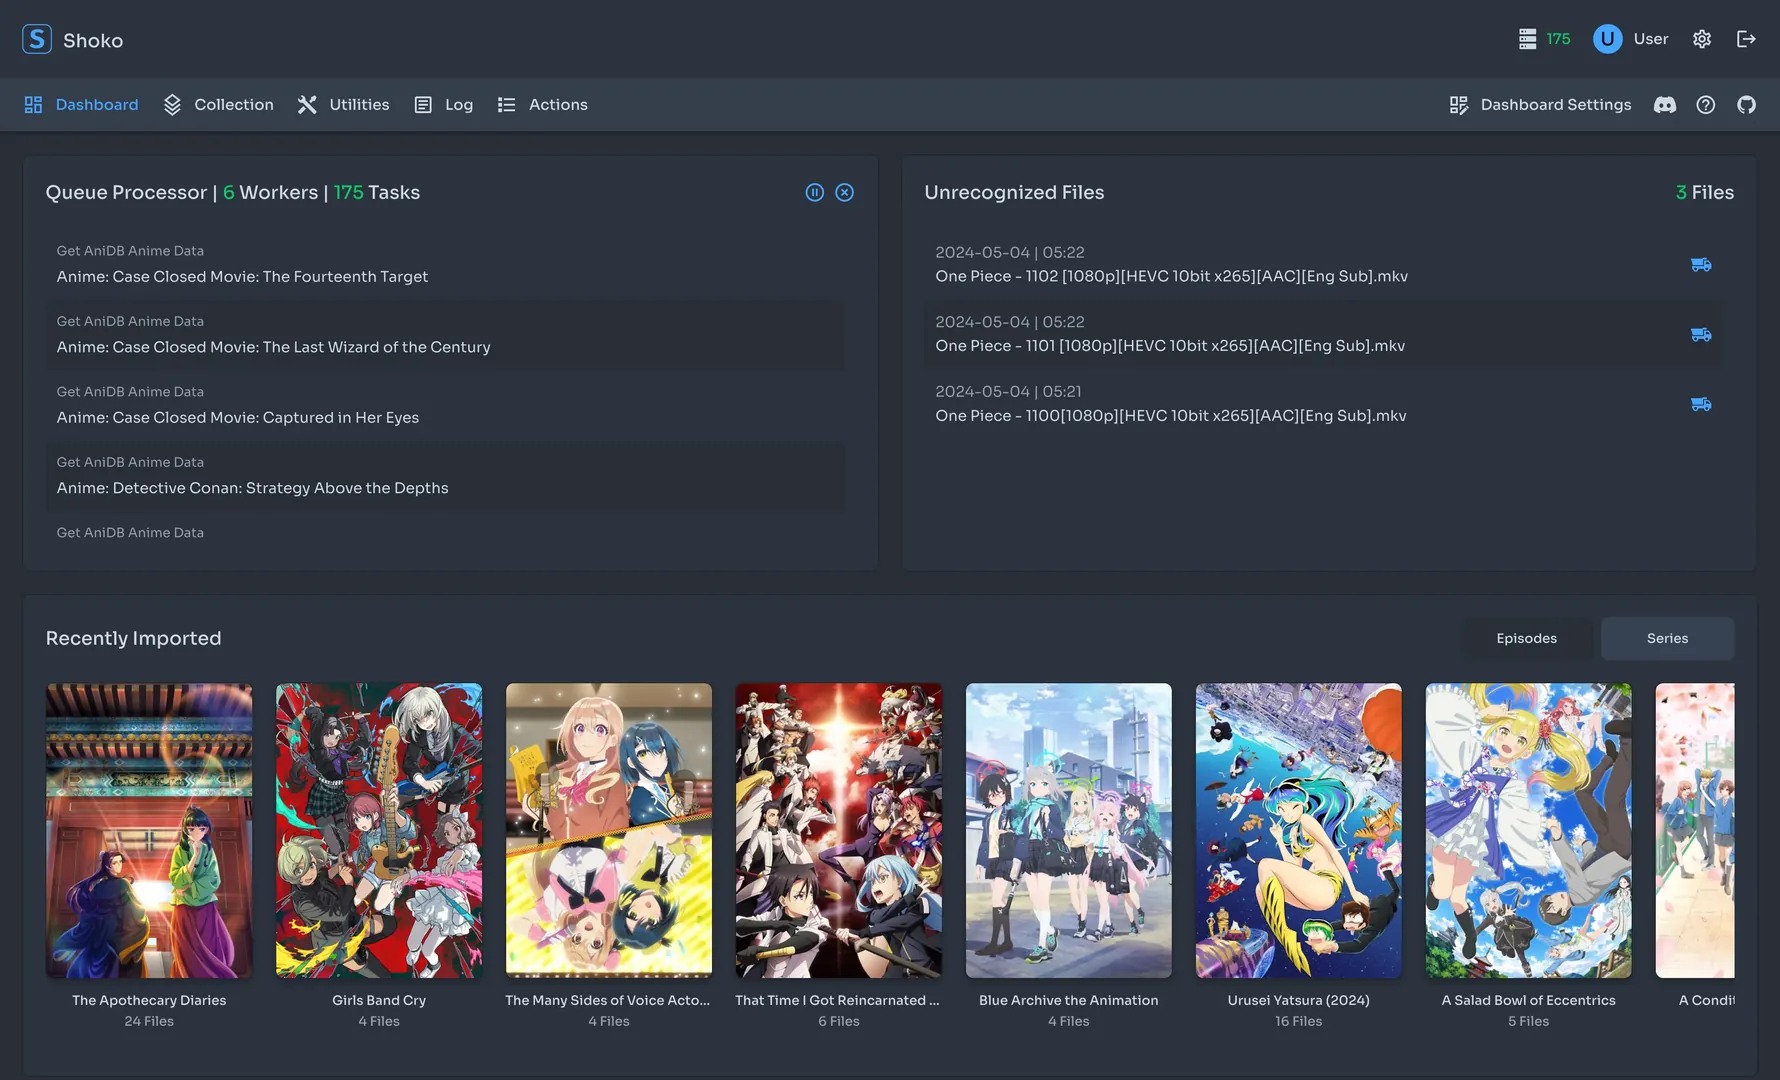 S Shoko
175
U User
Dashboard
Collection
Utilities
Log
Actions
Dashboard Settings
Queue Processor | 6 Workers | 175 Tasks
Get AniDB Anime Data
Anime: Case Closed Movie: The Fourteenth Target
Get AniDB Anime Data
Anime: Case Closed Movie: The Last Wizard of the Century
Get AniDB Anime Data
Anime: Case Closed Movie: Captured in Her Eyes
Get AniDB Anime Data
Anime: Detective Conan: Strategy Above the Depths
Get AniDB Anime Data
Unrecognized Files
3 Files
2024-05-04 | 05:22
One Piece - 1102 [1080p][HEVC 10bit x265][AAC][Eng Sub].mkv
2024-05-04 | 05:22
One Piece - 1101 [1080p][HEVC 10bit x265][AAC][Eng Sub].mkv
2024-05-04 | 05:21
One Piece - 1100[1080p][HEVC 10bit x265][AAC][Eng Sub].mkv
Recently Imported
Episodes
Series
The Apothecary Diaries
24 Files
Girls Band Cry
4 Files
The Many Sides of Voice Acto...
4 Files
That Time I Got Reincarnated ...
6 Files
Blue Archive the Animation
4 Files
Urusei Yatsura (2024)
16 Files
A Salad Bowl of Eccentrics
5 Files
A Condi